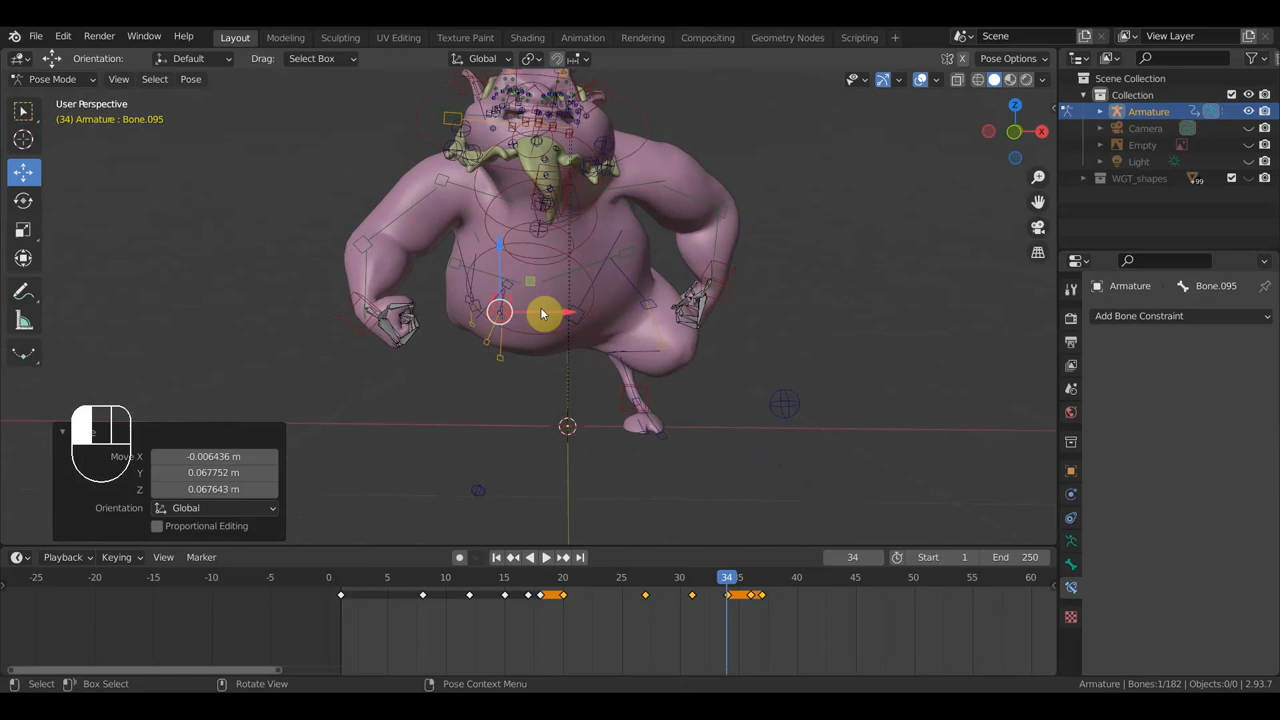 File Edit Render Window Help Layout Modeling Sculpting UV Editing Texture Paint Shading Animation Rendering Compositing Geometry Nodes Scripting + Scene View Layer
Orientation: Default Drag: Select Box Global Pose Options
Pose Mode View Select Pose
Scene Collection
Collection
Armature
Camera
Empty
Light
WGT_shapes
User Perspective
(34) Armature : Bone.095
Z
X
Armature Bone.095
Add Bone Constraint
Move X -0.006436 m
Y 0.067752 m
Z 0.067643 m
Orientation Global
Proportional Editing
Playback Keying View Marker 34 Start 1 End 250
-25 -20 -15 -10 -5 0 5 10 15 20 25 30 34 35 40 45 50 55 60
Select Box Select Rotate View Pose Context Menu Armature | Bones:1/182 | Objects:0/0 | 2.93.7